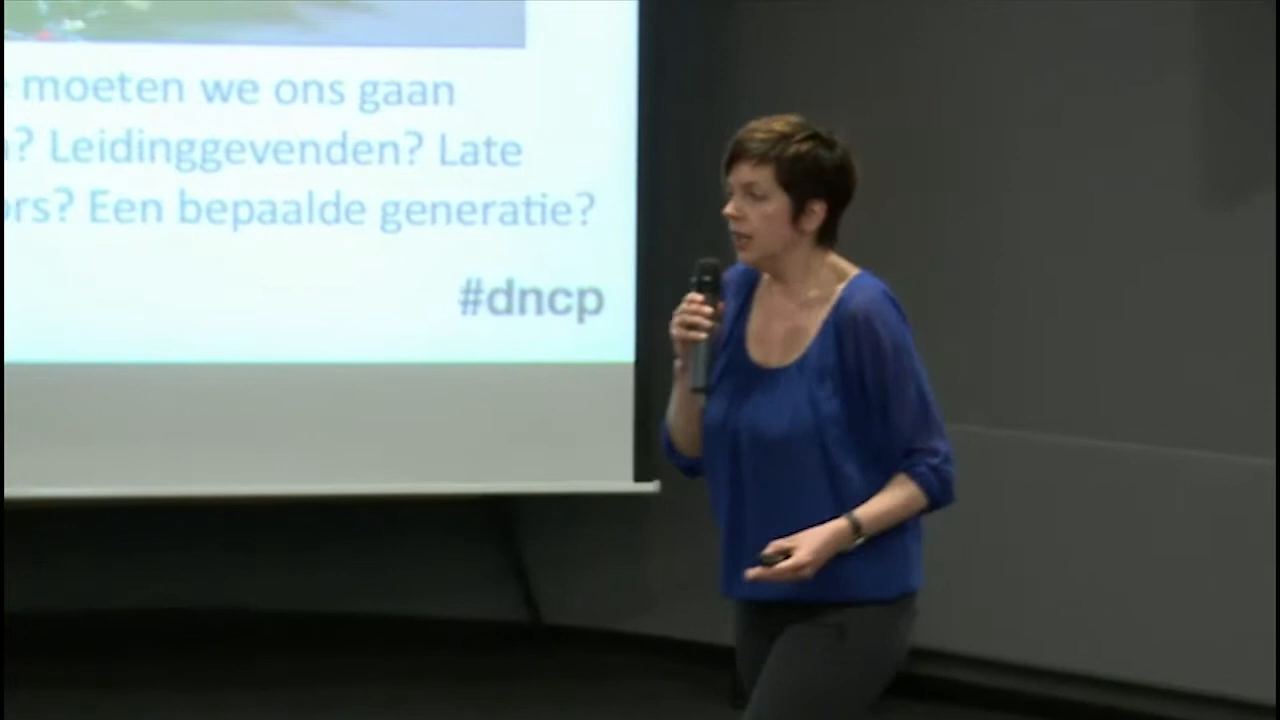 moeten we ons gaan
? Leidinggevenden? Late
ors? Een bepaalde generatie?
#dncp